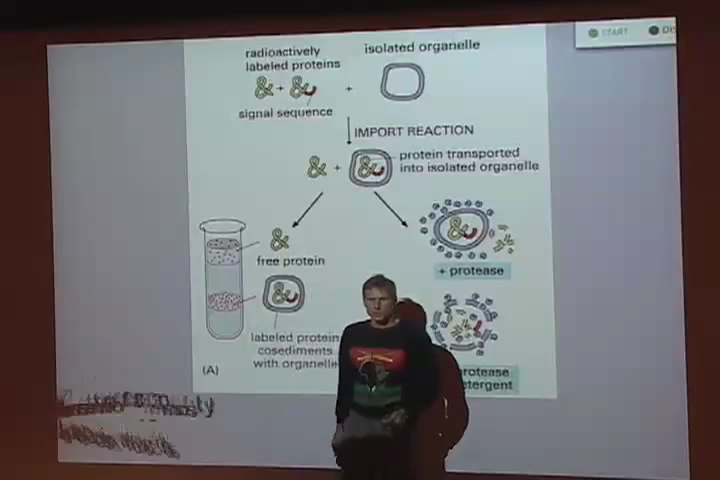 radioactively
labeled proteins
isolated organelle
START
signal sequence
IMPORT REACTION
protein transported
into isolated organelle
free protein
+ protease
labeled protein
cosediments
with organelle
(A)